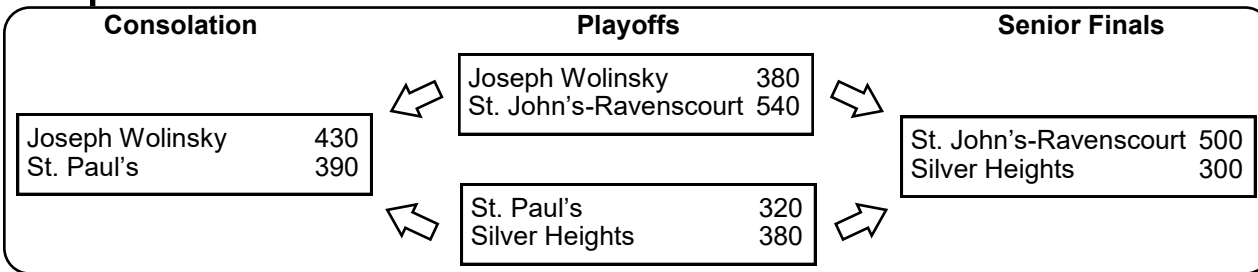 Consolation
Playoffs
Senior Finals
Joseph Wolinsky 380
St. John's-Ravenscourt 540
Joseph Wolinsky 430
St. Paul's 390
St. John's-Ravenscourt 500
Silver Heights 300
St. Paul's 320
Silver Heights 380